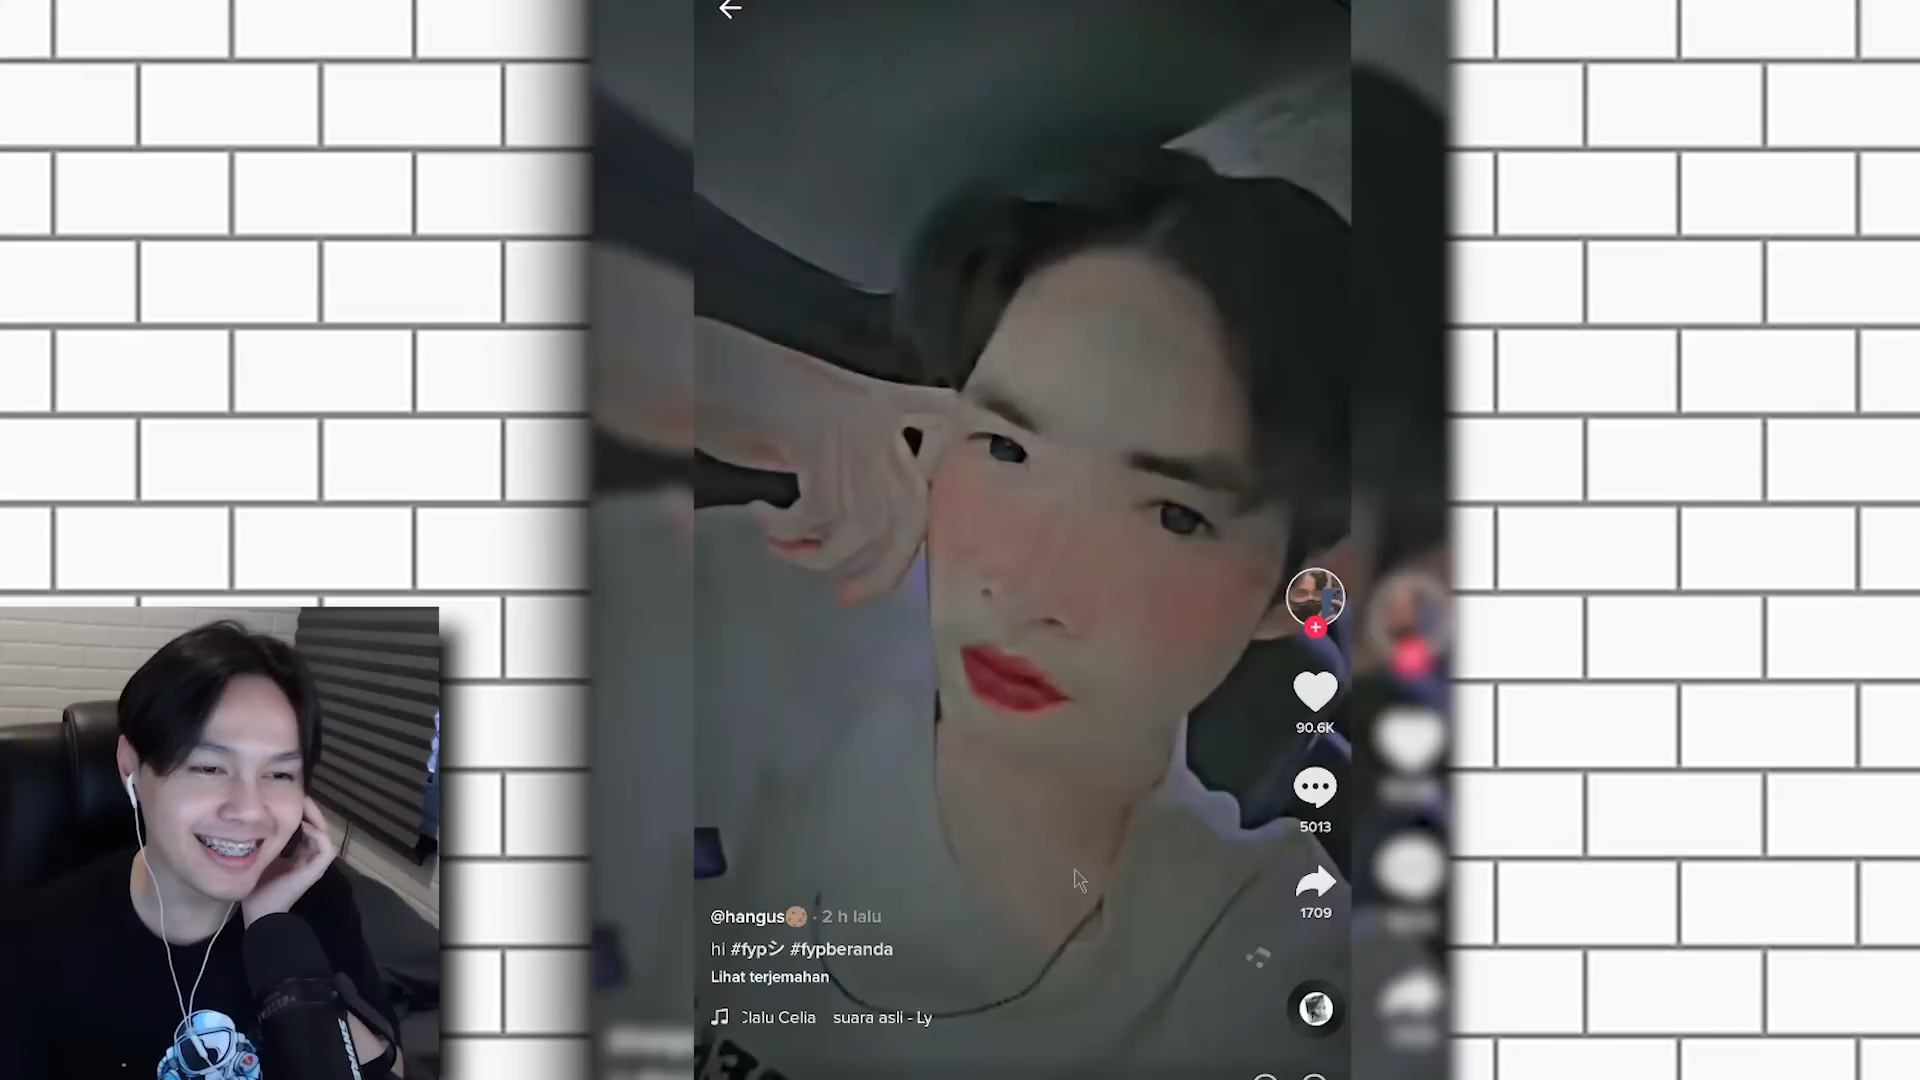 90.6K
5013
1709
@hangus · 2 h lalu
hi #fypシ #fypberanda
Lihat terjemahan
lalu Celia suara asli - Ly